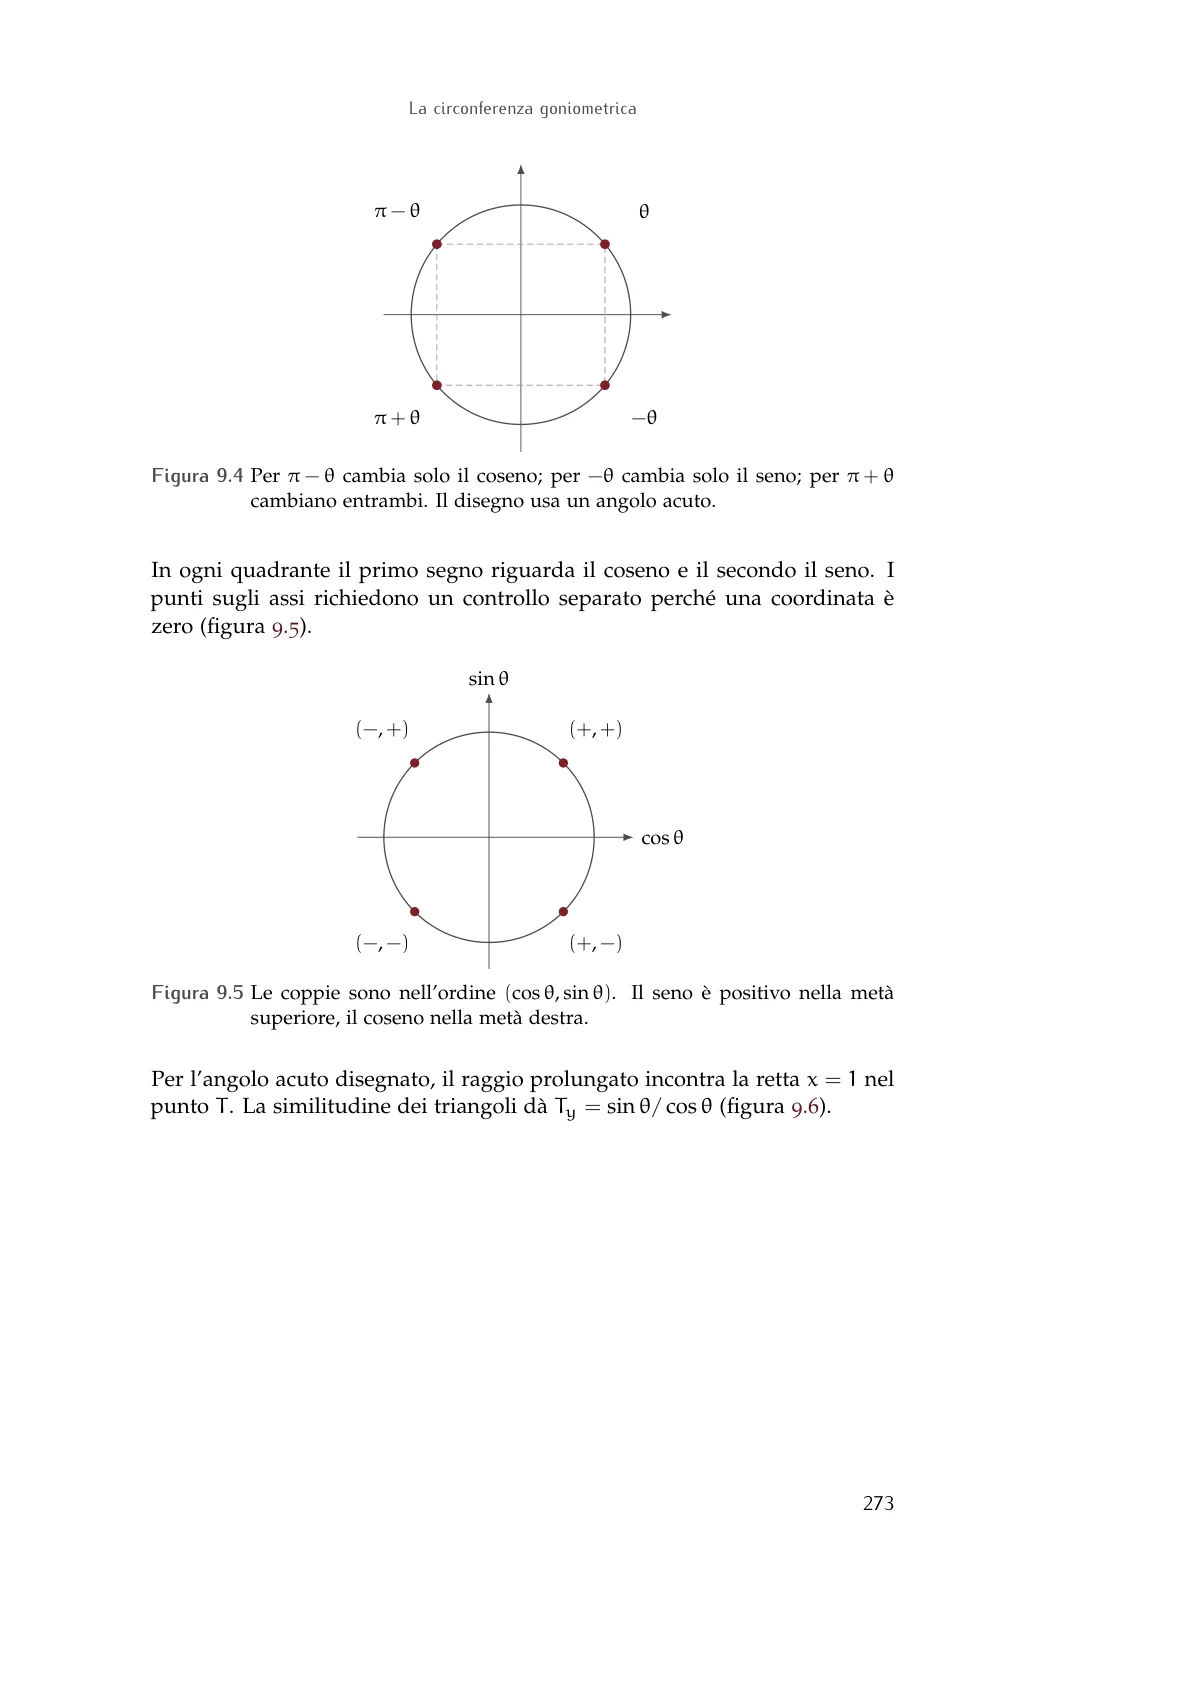 La circonferenza goniometrica
π − θ
θ
π + θ
−θ
Figura 9.4 Per π − θ cambia solo il coseno; per −θ cambia solo il seno; per π + θ
cambiano entrambi. Il disegno usa un angolo acuto.
In ogni quadrante il primo segno riguarda il coseno e il secondo il seno. I
punti sugli assi richiedono un controllo separato perché una coordinata è
zero (figura 9.5).
sin θ
(−, +)
(+, +)
cos θ
(−, −)
(+, −)
Figura 9.5 Le coppie sono nell'ordine (cos θ, sin θ). Il seno è positivo nella metà
superiore, il coseno nella metà destra.
Per l'angolo acuto disegnato, il raggio prolungato incontra la retta x = 1 nel
punto T. La similitudine dei triangoli dà T_y = sin θ/ cos θ (figura 9.6).
273